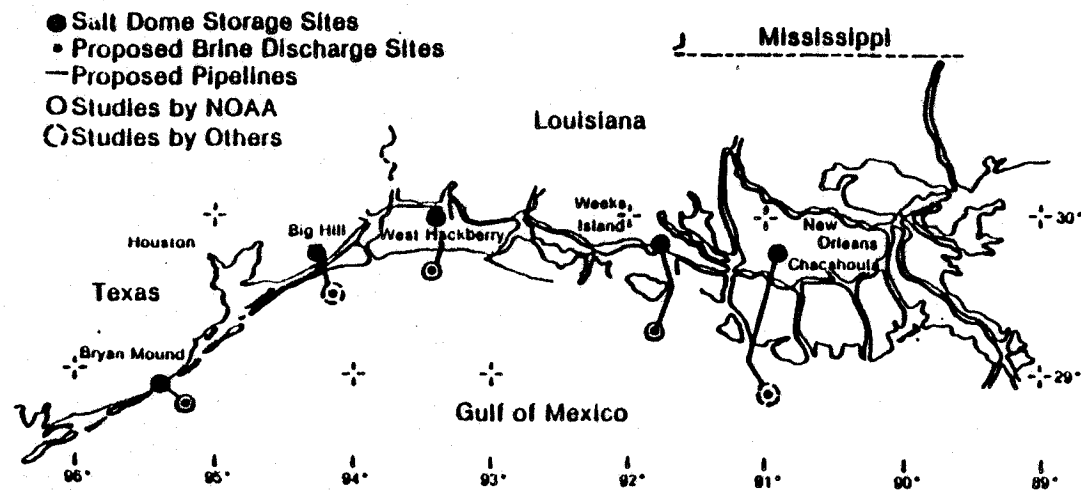 Salt Dome Storage Sites
Proposed Brine Discharge Sites
Proposed Pipelines
Studies by NOAA
Studies by Others
Mississippi
Louisiana
Weeks
Island
30°
Houston
Big Hill
West Hackberry
New
Orleans
Chacahoula
Texas
Bryan Mound
29°
Gulf of Mexico
96° 95° 94° 93° 92° 91° 90° 89°